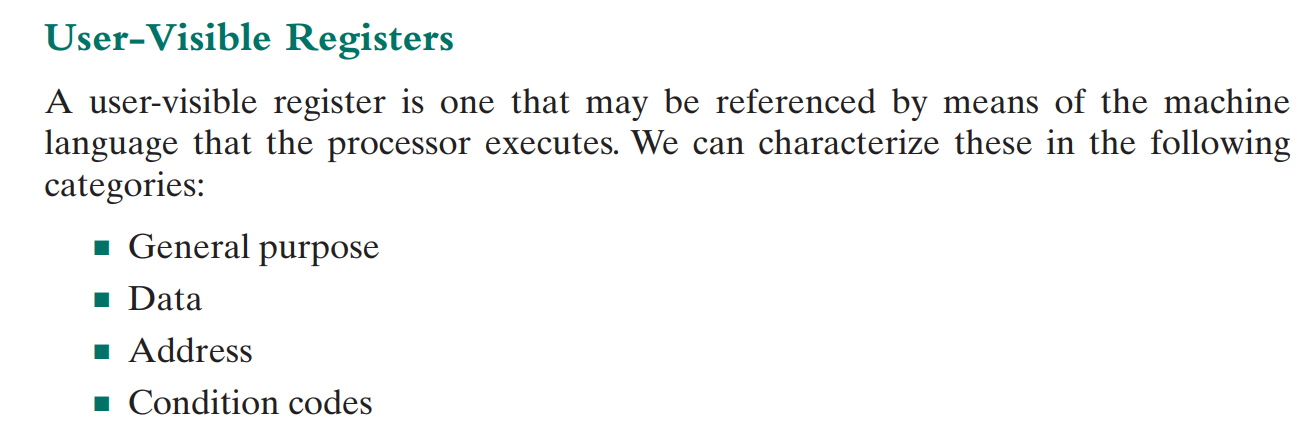 User-Visible Registers
A user-visible register is one that may be referenced by means of the machine
language that the processor executes. We can characterize these in the following
categories:
■ General purpose
■ Data
■ Address
■ Condition codes